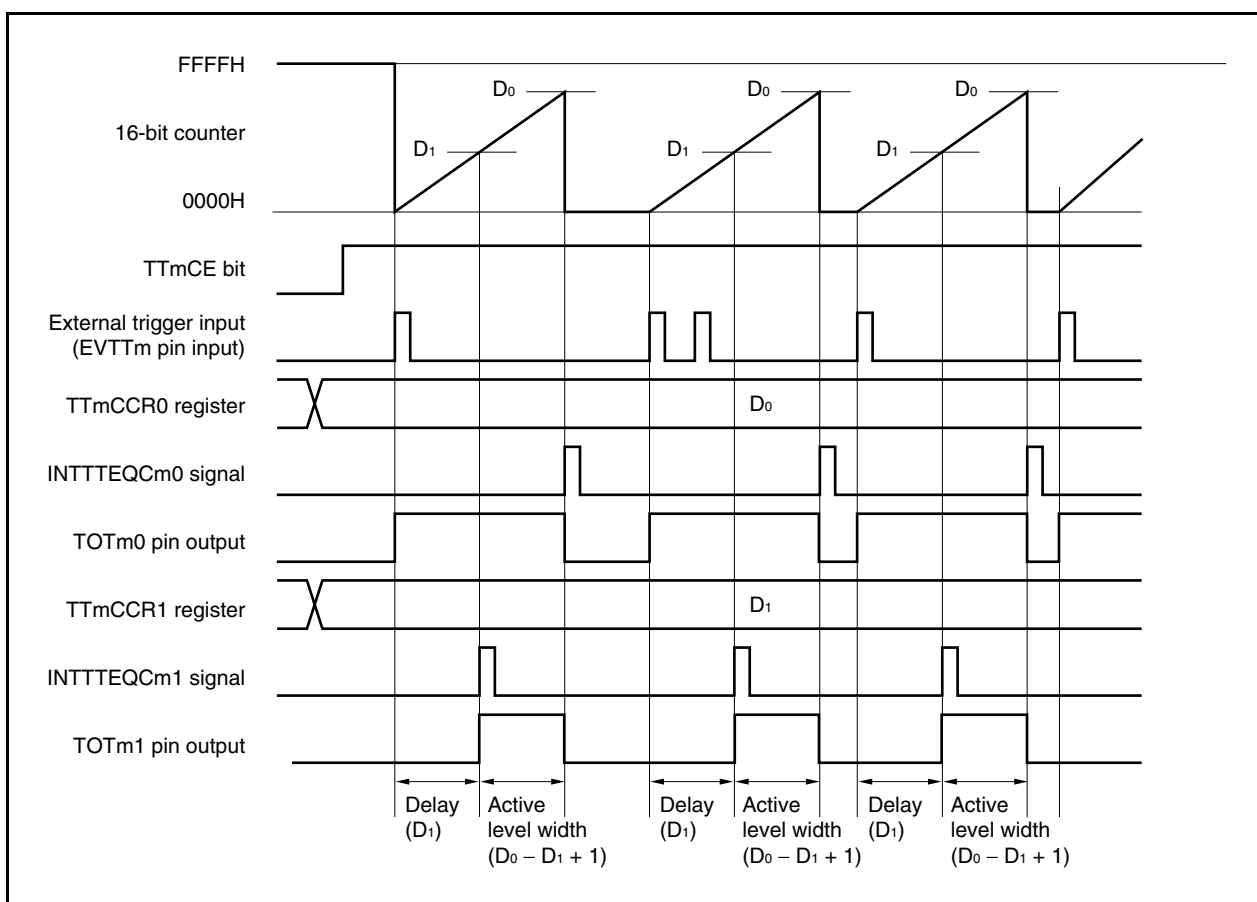 FFFFH
D₀ D₀ D₀
16-bit counter
D₁ D₁ D₁
0000H
TTmCE bit
External trigger input
(EVTTm pin input)
TTmCCR0 register
D₀
INTTTEQCm0 signal
TOTm0 pin output
TTmCCR1 register
D₁
INTTTEQCm1 signal
TOTm1 pin output
Delay
(D₁)
Active
level width
(D₀ − D₁ + 1)
Delay
(D₁)
Active
level width
(D₀ − D₁ + 1)
Delay
(D₁)
Active
level width
(D₀ − D₁ + 1)